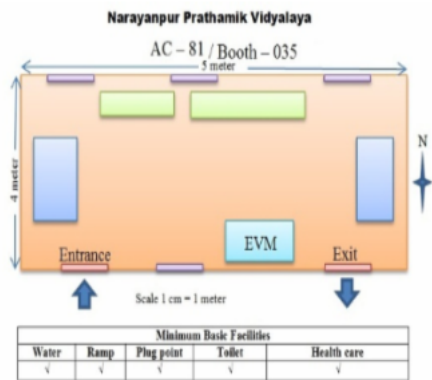 Narayanpur Prathamik Vidyalaya
AC - 81 / Booth - 035
5 meter
4 meter
N
Entrance
EVM
Exit
Scale 1 cm = 1 meter
Minimum Basic Facilities
Water Ramp Plug point Toilet Health care
√ √ √ √ √